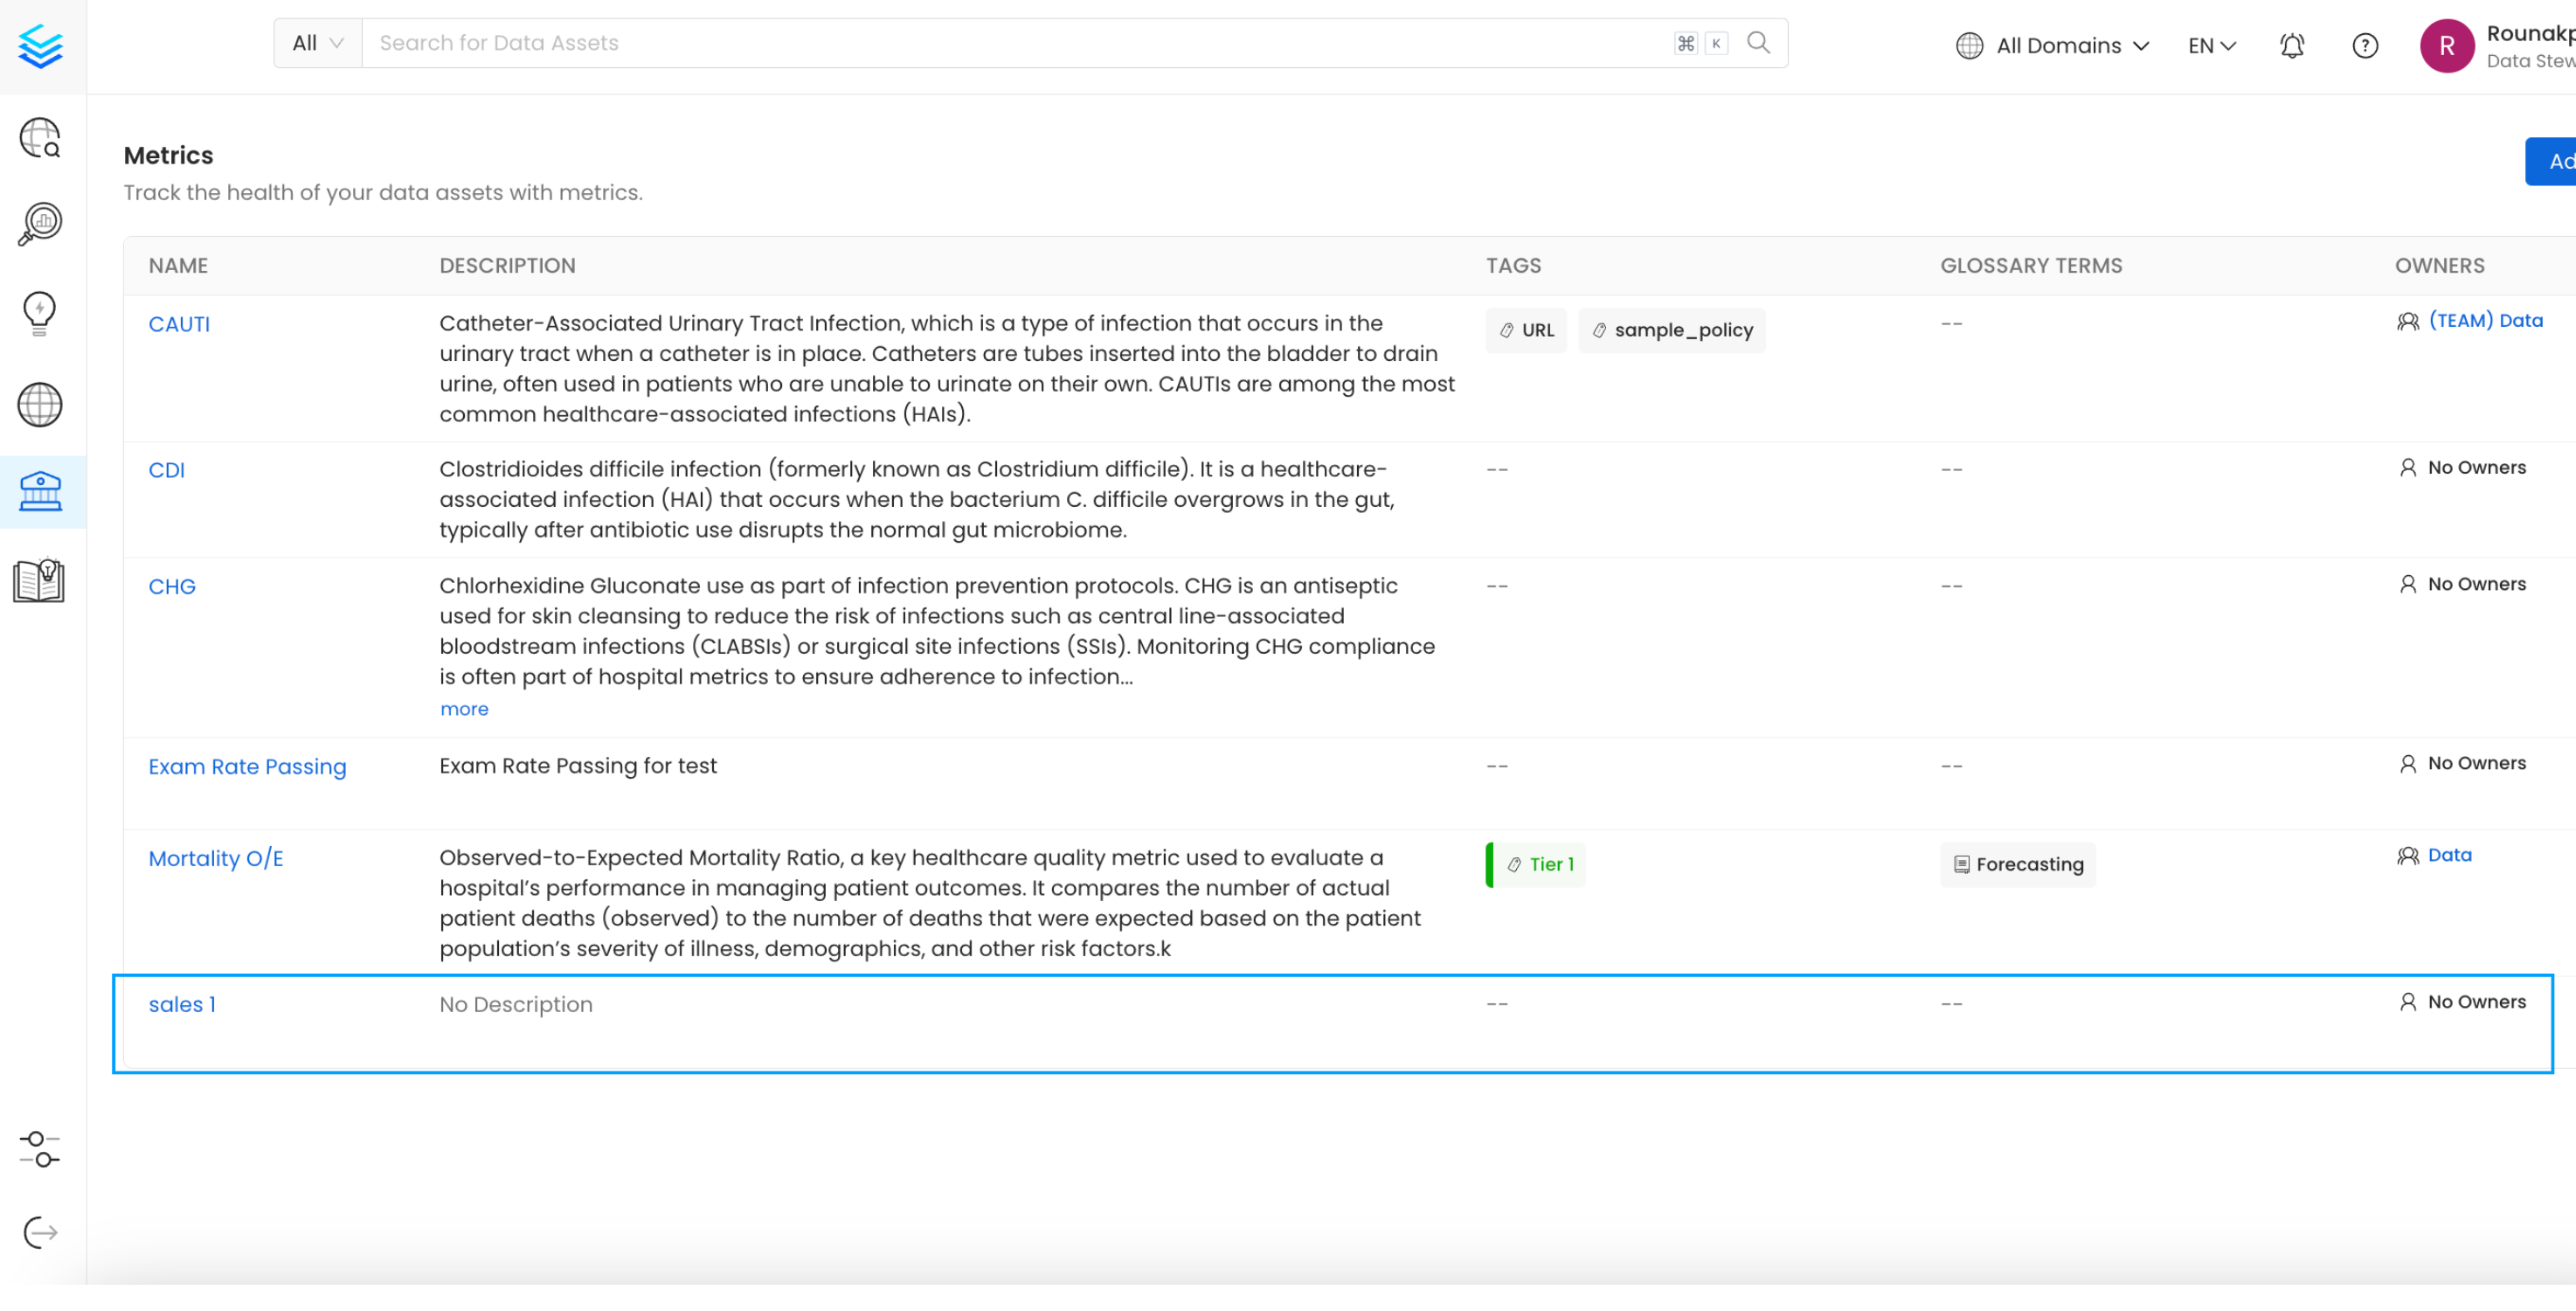 All Search for Data Assets ⌘ K All Domains EN R Rounakp
Data Stew
Metrics
Track the health of your data assets with metrics.
Ad
NAME DESCRIPTION TAGS GLOSSARY TERMS OWNERS
CAUTI
Catheter-Associated Urinary Tract Infection, which is a type of infection that occurs in the
urinary tract when a catheter is in place. Catheters are tubes inserted into the bladder to drain
urine, often used in patients who are unable to urinate on their own. CAUTIs are among the most
common healthcare-associated infections (HAIs).
URL sample_policy
--
(TEAM) Data
CDI
Clostridioides difficile infection (formerly known as Clostridium difficile). It is a healthcare-
associated infection (HAI) that occurs when the bacterium C. difficile overgrows in the gut,
typically after antibiotic use disrupts the normal gut microbiome.
--
--
No Owners
CHG
Chlorhexidine Gluconate use as part of infection prevention protocols. CHG is an antiseptic
used for skin cleansing to reduce the risk of infections such as central line-associated
bloodstream infections (CLABSIs) or surgical site infections (SSIs). Monitoring CHG compliance
is often part of hospital metrics to ensure adherence to infection...
more
--
--
No Owners
Exam Rate Passing
Exam Rate Passing for test
--
--
No Owners
Mortality O/E
Observed-to-Expected Mortality Ratio, a key healthcare quality metric used to evaluate a
hospital’s performance in managing patient outcomes. It compares the number of actual
patient deaths (observed) to the number of deaths that were expected based on the patient
population’s severity of illness, demographics, and other risk factors.k
Tier 1
Forecasting
Data
sales 1
No Description
--
--
No Owners